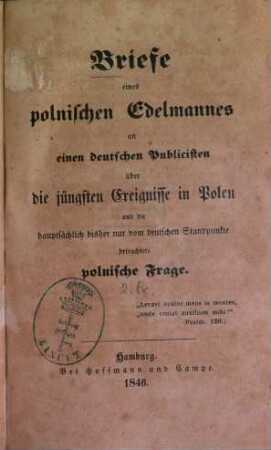 Briefe
eines
polnischen Edelmannes
an
einen deutschen Publicisten
über
die jüngsten Ereignisse in Polen
und die
hauptsächlich bisher nur vom deutschen Standpunkte
betrachtete
polnische Frage.
„Levavi oculos meos in montes,
„unde veniet auxilium mihi!“
(Psalm. 120.)
LANCUT
Hamburg.
Bei Hoffmann und Campe.
1846.